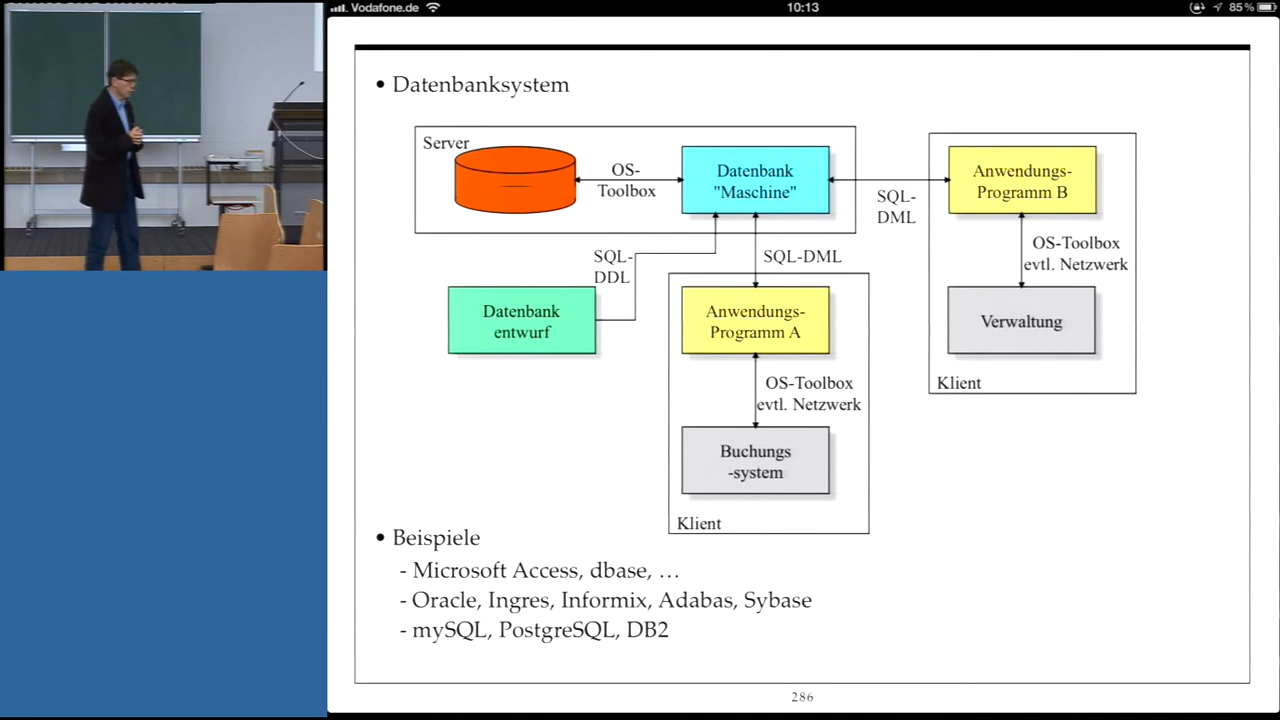 Vodafone.de
10:13
85%
• Datenbanksystem
Server
OS-
Toolbox
Datenbank
"Maschine"
SQL-
DML
Anwendungs-
Programm B
OS-Toolbox
evtl. Netzwerk
Verwaltung
Klient
SQL-
DDL
SQL-DML
Datenbank
entwurf
Anwendungs-
Programm A
OS-Toolbox
evtl. Netzwerk
Buchungs
-system
Klient
• Beispiele
- Microsoft Access, dbase, …
- Oracle, Ingres, Informix, Adabas, Sybase
- mySQL, PostgreSQL, DB2
286